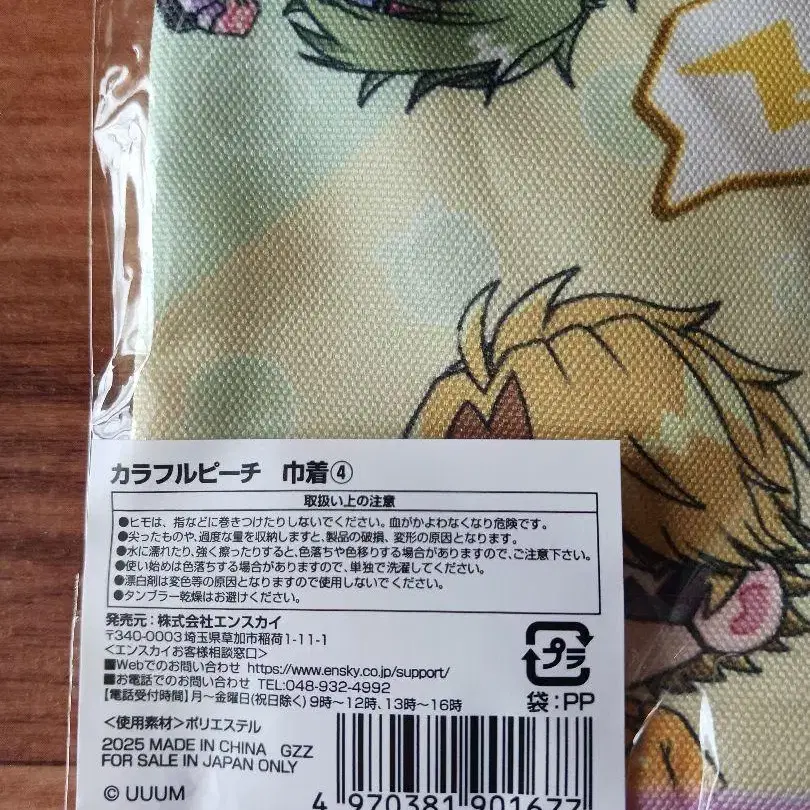 カラフルピーチ 巾着④
取扱い上の注意
●ヒモは、指などに巻きつけたりしないでください。血がかよわなくなり危険です。
●尖ったものや、過度な量を収納しますと、製品の破損、変形の原因となります。
●水に濡れたり、強く擦ったりすると、色落ちや色移りする場合がありますので、ご注意下さい。
●使い始めは色落ちする場合がありますので、単独で洗濯してください。
●漂白剤は変色等の原因となりますので使用しないでください。
●タンブラー乾燥はお避けください。
発売元:株式会社エンスカイ
〒340-0003埼玉県草加市稲荷1-11-1
<エンスカイお客様相談窓口>
■Webでのお問い合わせ https://www.ensky.co.jp/support/
■お電話でのお問い合わせ TEL:048-932-4992
【電話受付時間】月~金曜日(祝日除く)9時~12時、13時~16時
プラ
袋:PP
<使用素材>ポリエステル
2025 MADE IN CHINA GZZ
FOR SALE IN JAPAN ONLY
© UUUM
4 970381 901677